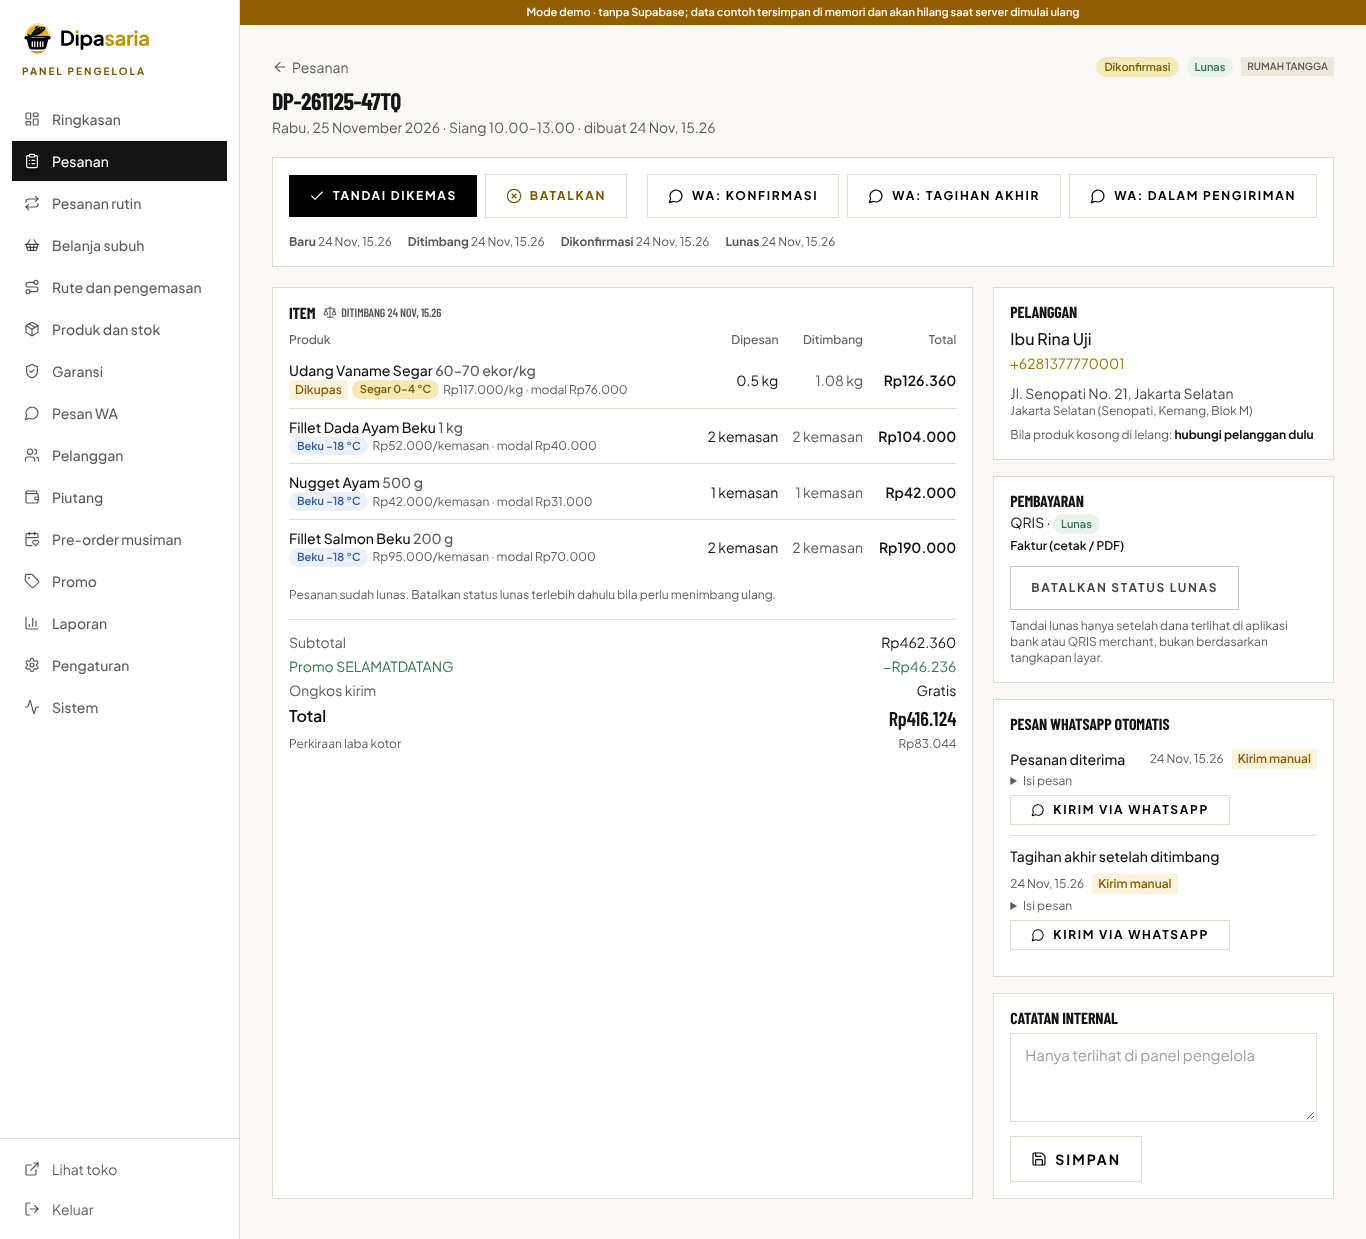 Mode demo · tanpa Supabase; data contoh tersimpan di memori dan akan hilang saat server dimulai ulang
Dipasaria
PANEL PENGELOLA
Ringkasan
Pesanan
Pesanan rutin
Belanja subuh
Rute dan pengemasan
Produk dan stok
Garansi
Pesan WA
Pelanggan
Piutang
Pre-order musiman
Promo
Laporan
Pengaturan
Sistem
Lihat toko
Keluar
← Pesanan
Dikonfirmasi Lunas RUMAH TANGGA
DP-261125-47TQ
Rabu, 25 November 2026 · Siang 10.00–13.00 · dibuat 24 Nov, 15.26
TANDAI DIKEMAS BATALKAN WA: KONFIRMASI WA: TAGIHAN AKHIR WA: DALAM PENGIRIMAN
Baru 24 Nov, 15.26 Ditimbang 24 Nov, 15.26 Dikonfirmasi 24 Nov, 15.26 Lunas 24 Nov, 15.26
ITEM DITIMBANG 24 NOV, 15.26
Produk Dipesan Ditimbang Total
Udang Vaname Segar 60–70 ekor/kg
Dikupas Segar 0–4 °C Rp117.000/kg · modal Rp76.000
0.5 kg 1.08 kg Rp126.360
Fillet Dada Ayam Beku 1 kg
Beku −18 °C Rp52.000/kemasan · modal Rp40.000
2 kemasan 2 kemasan Rp104.000
Nugget Ayam 500 g
Beku −18 °C Rp42.000/kemasan · modal Rp31.000
1 kemasan 1 kemasan Rp42.000
Fillet Salmon Beku 200 g
Beku −18 °C Rp95.000/kemasan · modal Rp70.000
2 kemasan 2 kemasan Rp190.000
Pesanan sudah lunas. Batalkan status lunas terlebih dahulu bila perlu menimbang ulang.
Subtotal Rp462.360
Promo SELAMATDATANG −Rp46.236
Ongkos kirim Gratis
Total Rp416.124
Perkiraan laba kotor Rp83.044
PELANGGAN
Ibu Rina Uji
+6281377770001
Jl. Senopati No. 21, Jakarta Selatan
Jakarta Selatan (Senopati, Kemang, Blok M)
Bila produk kosong di lelang: hubungi pelanggan dulu
PEMBAYARAN
QRIS · Lunas
Faktur (cetak / PDF)
BATALKAN STATUS LUNAS
Tandai lunas hanya setelah dana terlihat di aplikasi
bank atau QRIS merchant, bukan berdasarkan
tangkapan layar.
PESAN WHATSAPP OTOMATIS
Pesanan diterima 24 Nov, 15.26 Kirim manual
▶ Isi pesan
KIRIM VIA WHATSAPP
Tagihan akhir setelah ditimbang
24 Nov, 15.26 Kirim manual
▶ Isi pesan
KIRIM VIA WHATSAPP
CATATAN INTERNAL
Hanya terlihat di panel pengelola
SIMPAN